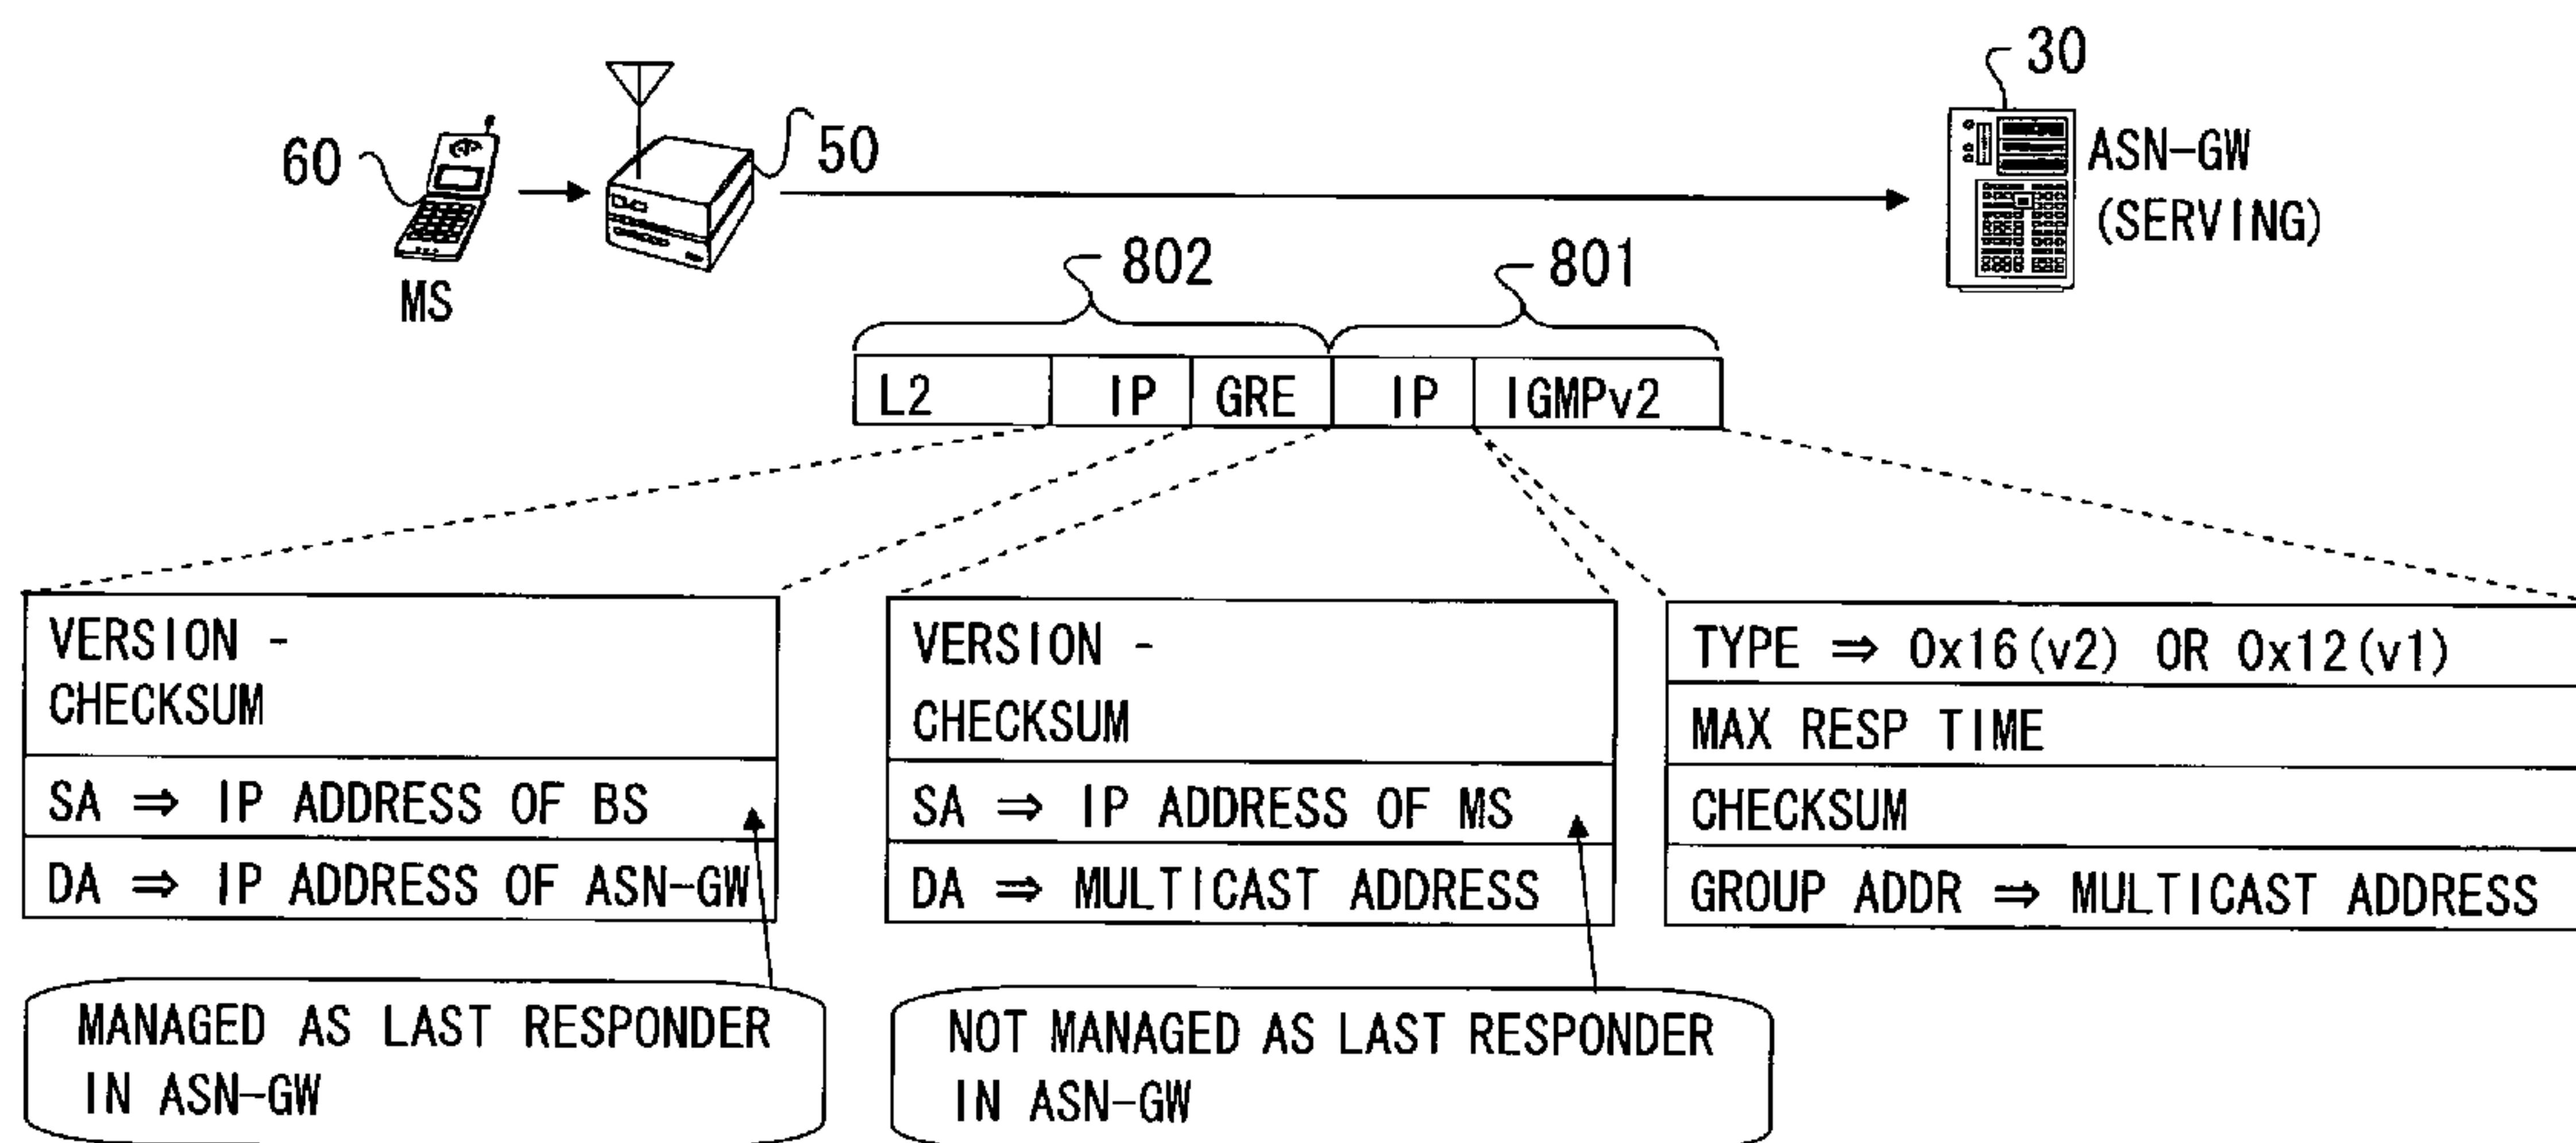 30
60
50
ASN-GW
(SERVING)
MS
802
801
L2 IP GRE IP IGMPv2
VERSION -
CHECKSUM
SA ⇒ IP ADDRESS OF BS
DA ⇒ IP ADDRESS OF ASN-GW
VERSION -
CHECKSUM
SA ⇒ IP ADDRESS OF MS
DA ⇒ MULTICAST ADDRESS
TYPE ⇒ 0x16(v2) OR 0x12(v1)
MAX RESP TIME
CHECKSUM
GROUP ADDR ⇒ MULTICAST ADDRESS
MANAGED AS LAST RESPONDER
IN ASN-GW
NOT MANAGED AS LAST RESPONDER
IN ASN-GW